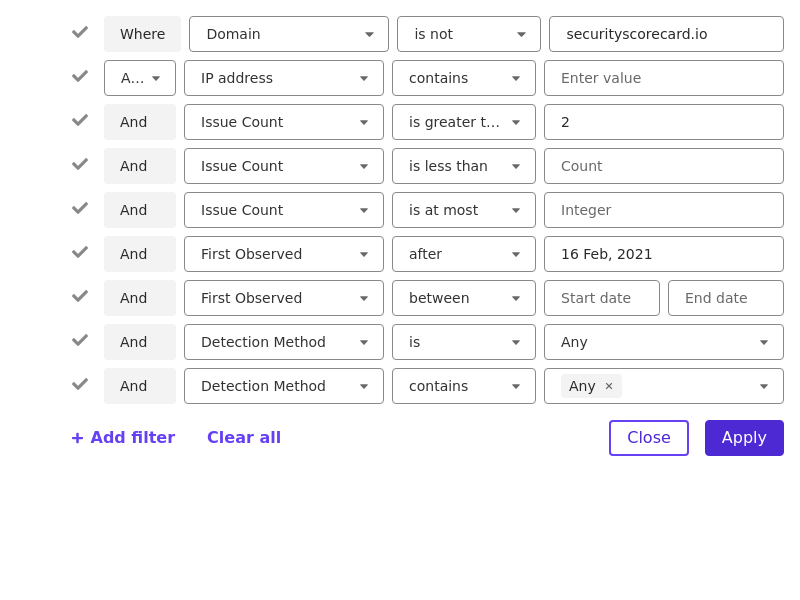 Where Domain is not securityscorecard.io
A... IP address contains Enter value
And Issue Count is greater t... 2
And Issue Count is less than Count
And Issue Count is at most Integer
And First Observed after 16 Feb, 2021
And First Observed between Start date End date
And Detection Method is Any
And Detection Method contains Any ×
+ Add filter Clear all Close Apply